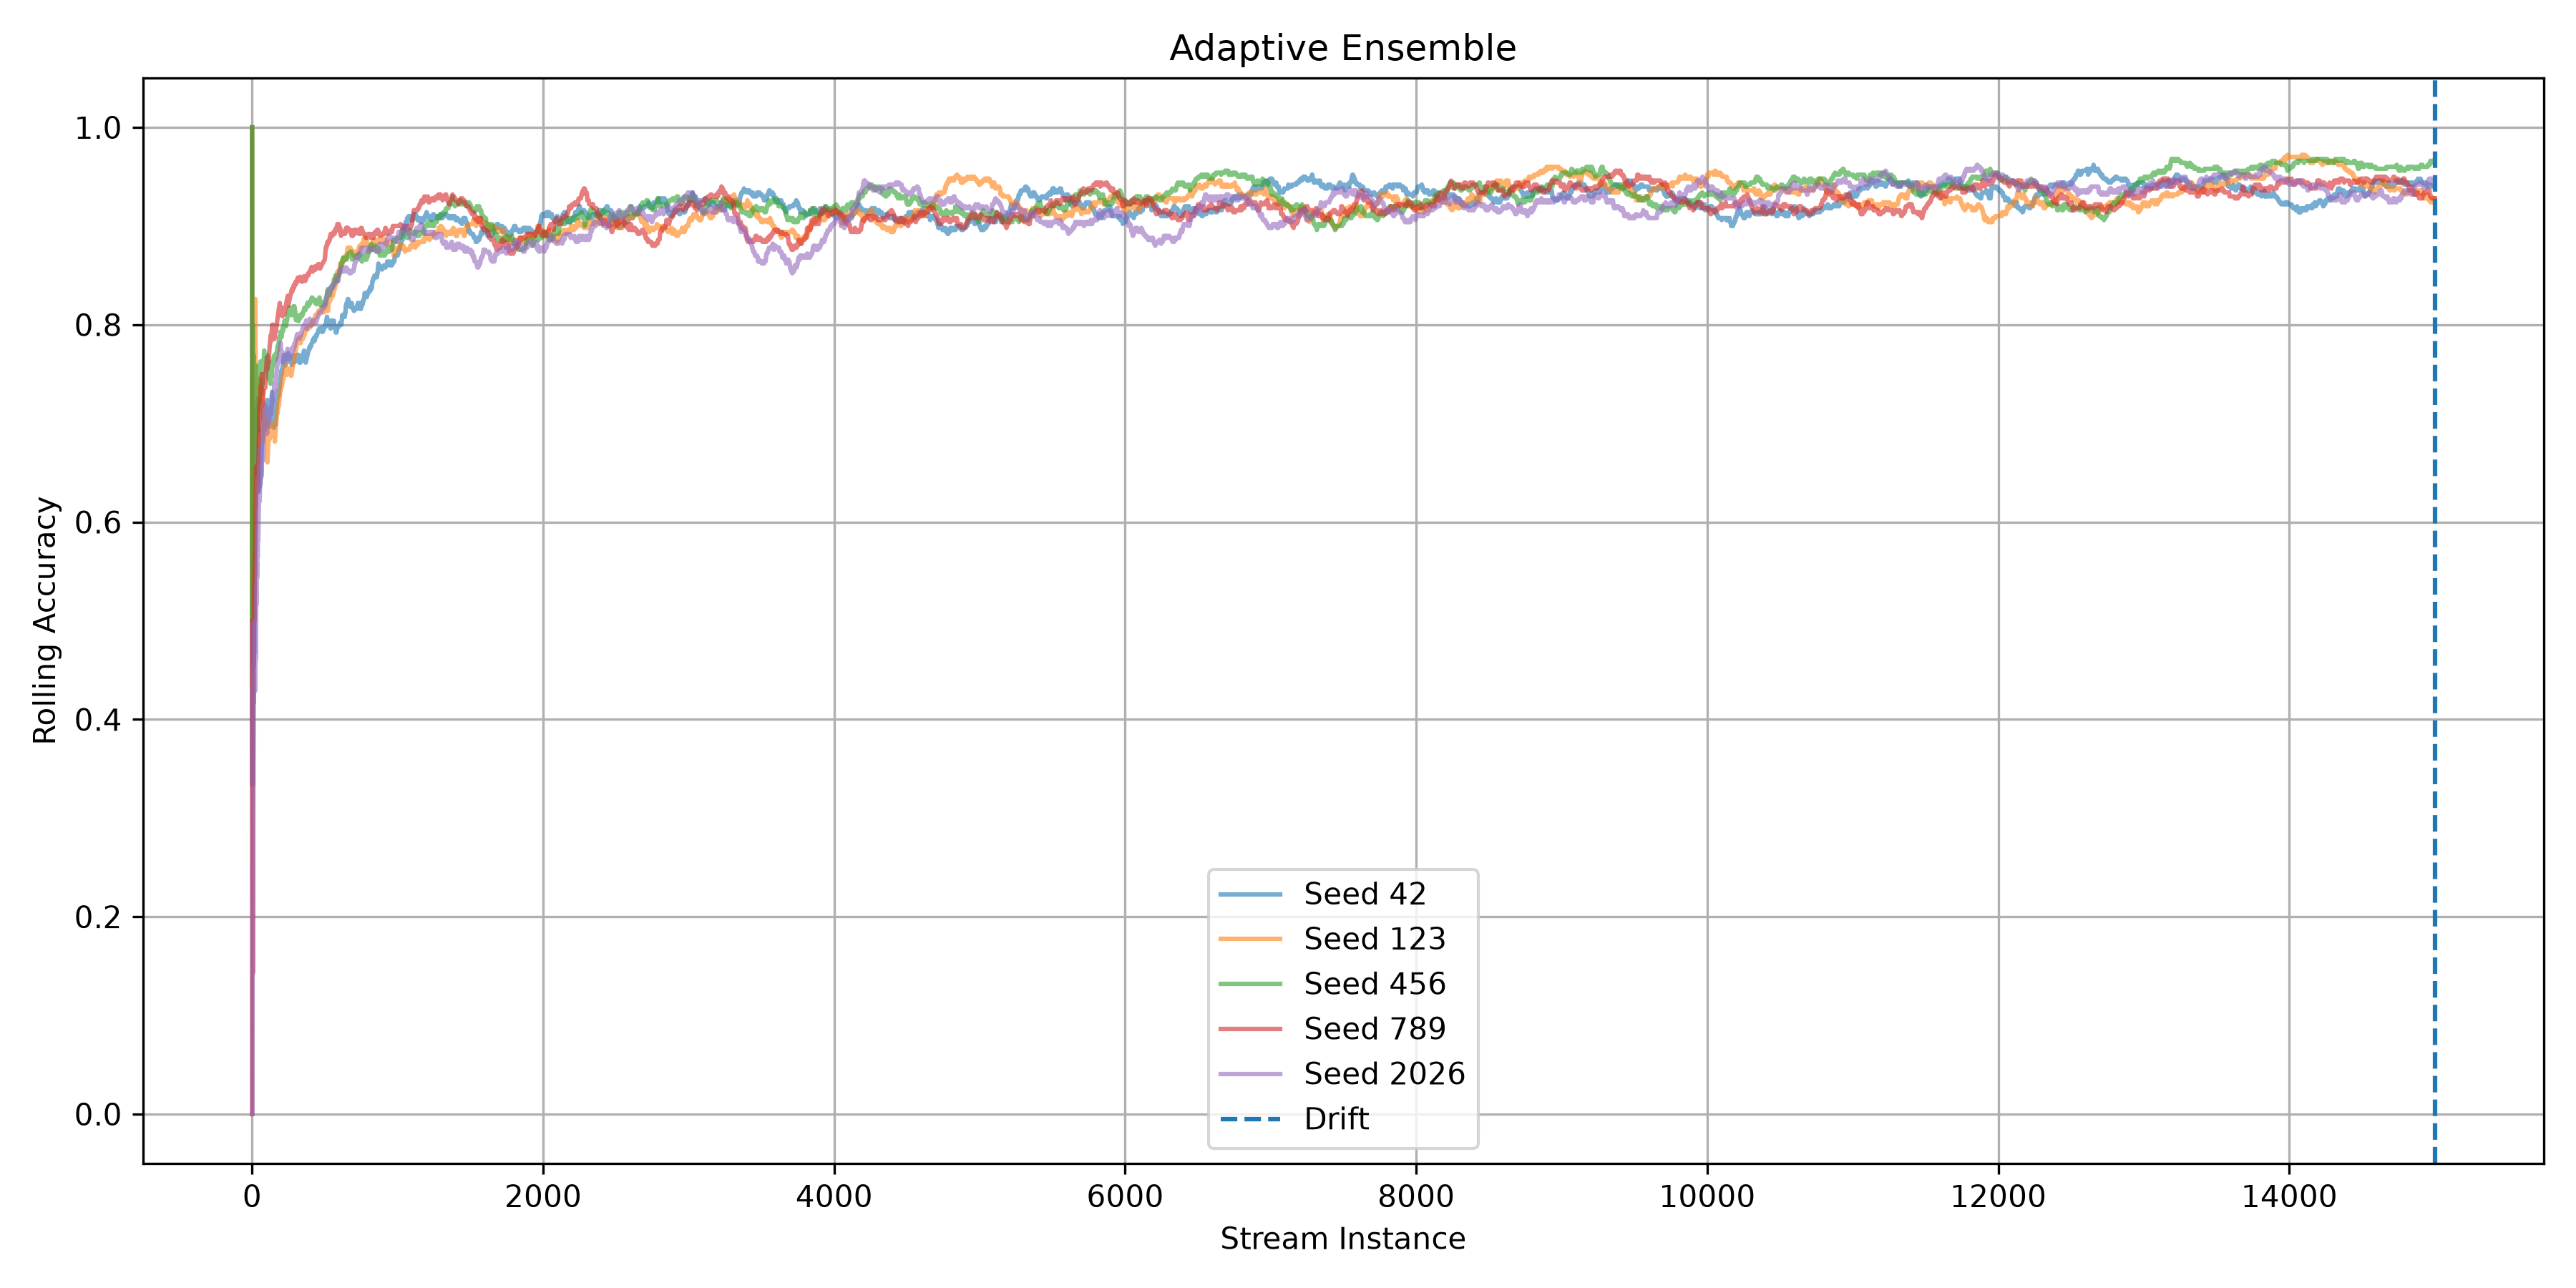 Adaptive Ensemble
Rolling Accuracy
1.0
0.8
0.6
0.4
0.2
0.0
Seed 42
Seed 123
Seed 456
Seed 789
Seed 2026
Drift
0 2000 4000 6000 8000 10000 12000 14000
Stream Instance